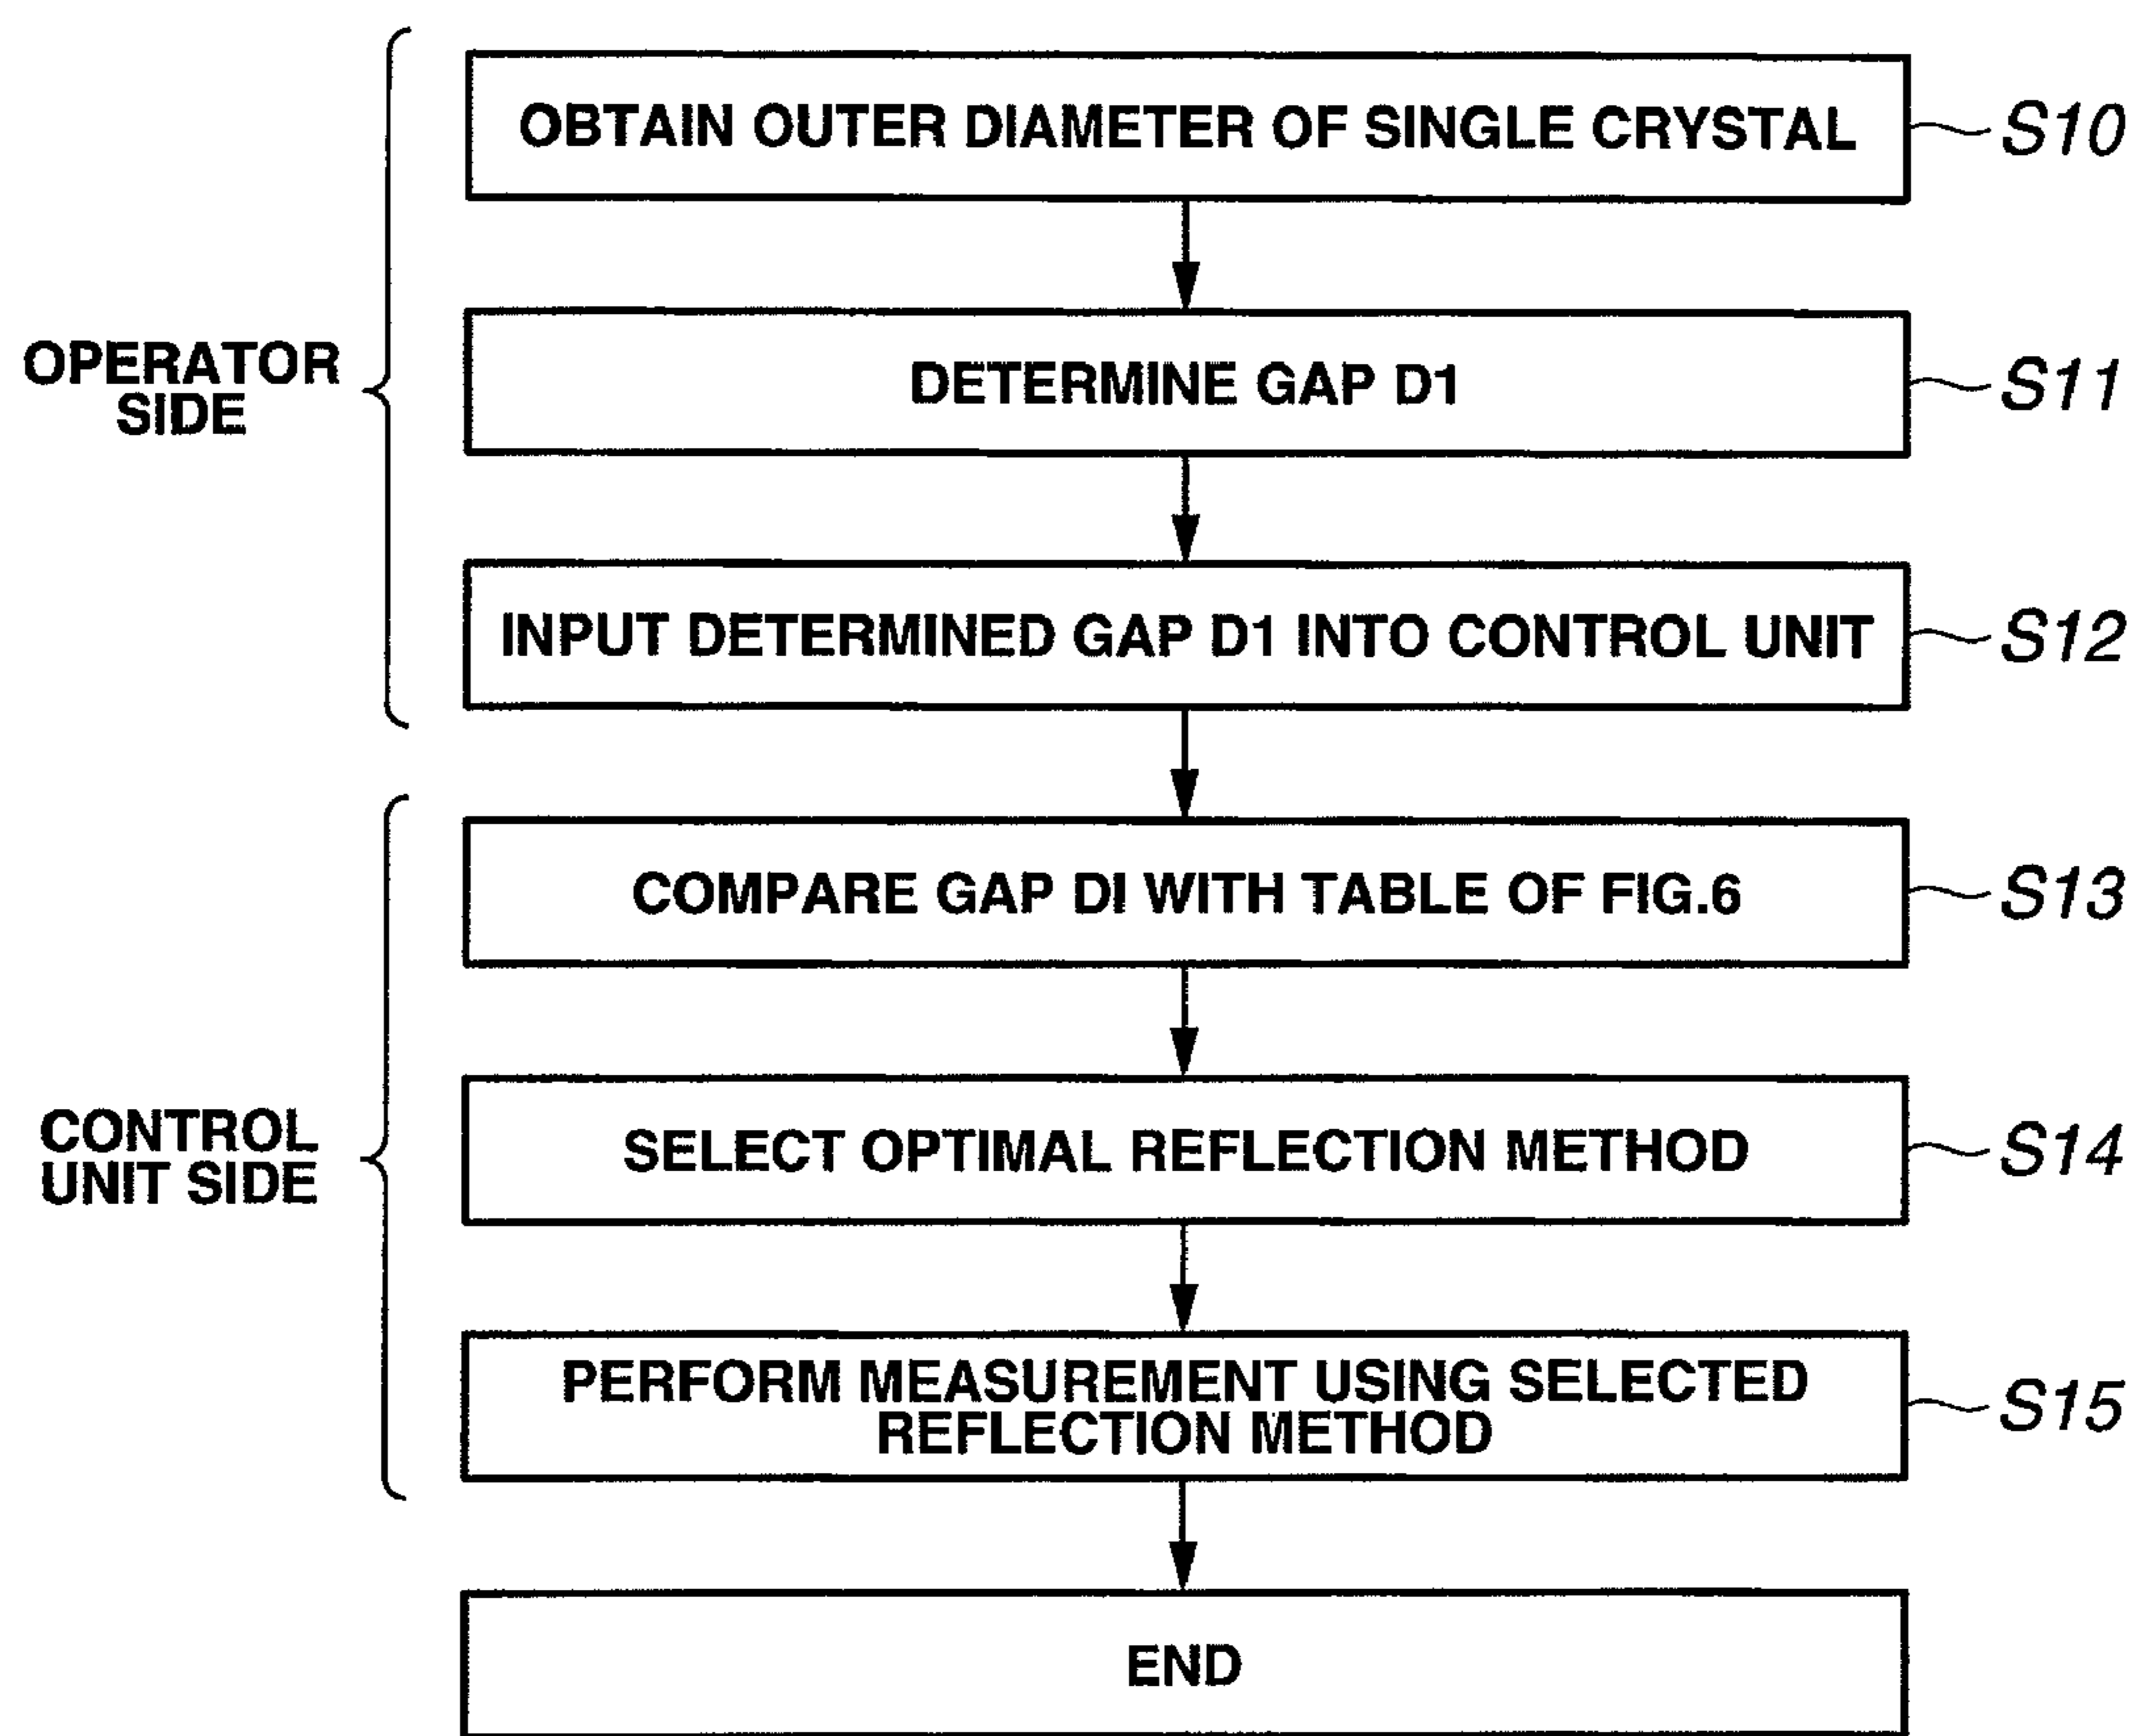 OBTAIN OUTER DIAMETER OF SINGLE CRYSTAL
S10
DETERMINE GAP D1
S11
OPERATOR
SIDE
INPUT DETERMINED GAP D1 INTO CONTROL UNIT
S12
COMPARE GAP DI WITH TABLE OF FIG.6
S13
SELECT OPTIMAL REFLECTION METHOD
S14
CONTROL
UNIT SIDE
PERFORM MEASUREMENT USING SELECTED
REFLECTION METHOD
S15
END